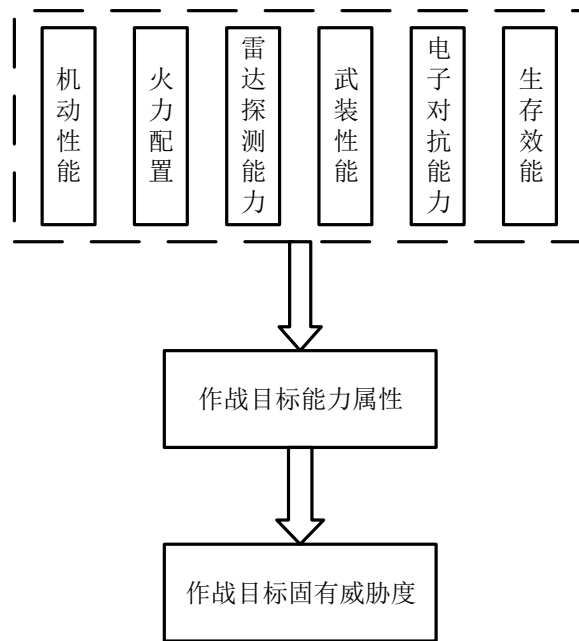 机动性能
火力配置
雷达探测能力
武装性能
电子对抗能力
生存效能
作战目标能力属性
作战目标固有威胁度